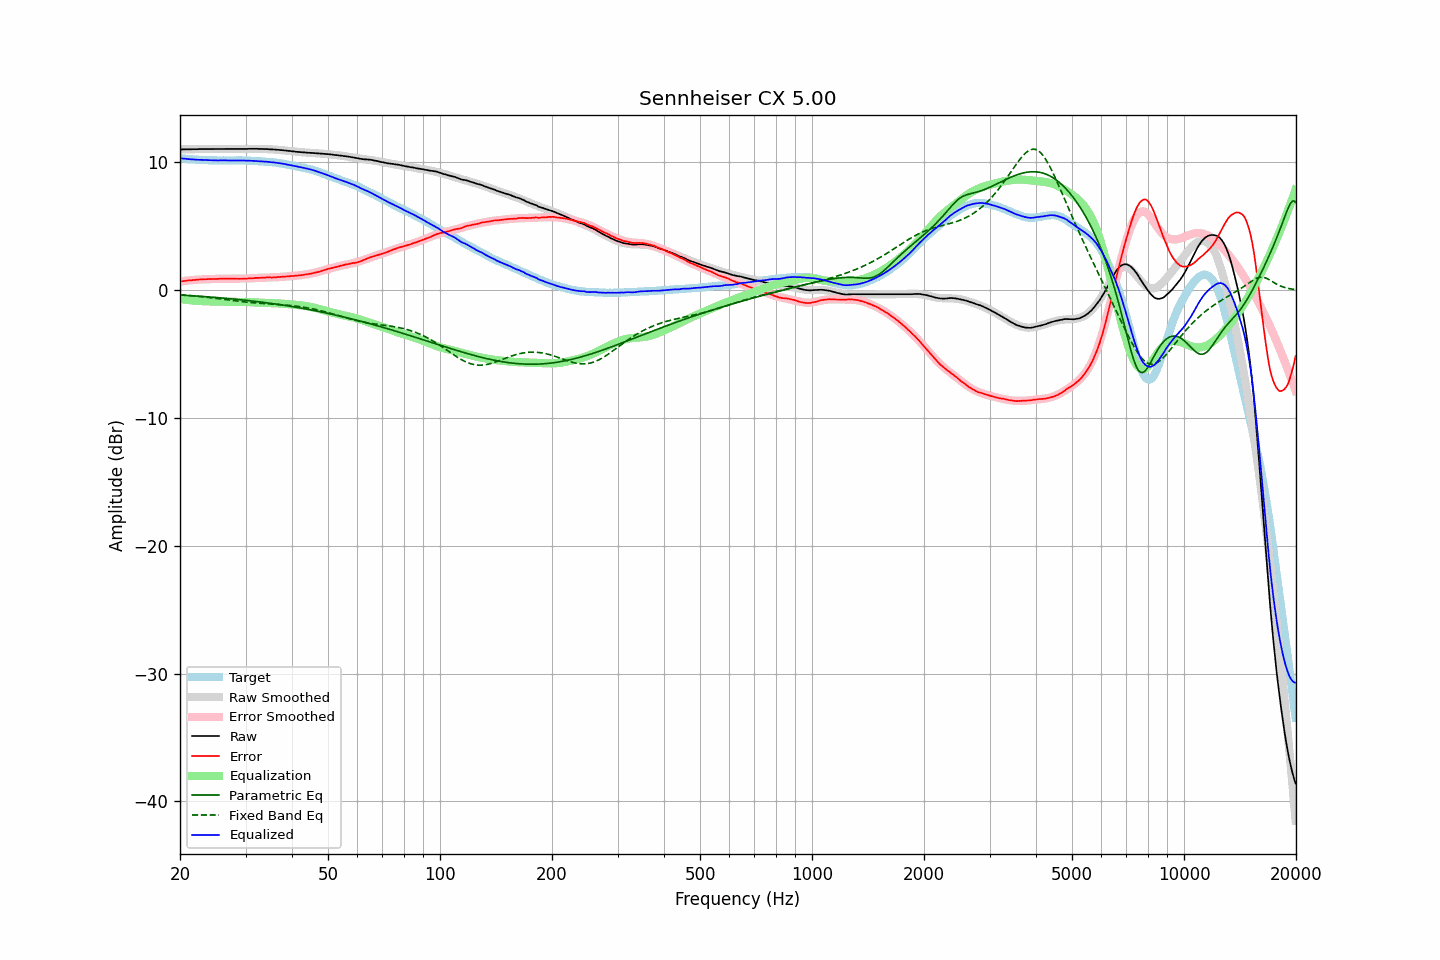 Sennheiser CX 5.00
Amplitude (dBr)
10
0
−10
−20
−30
−40
Target
Raw Smoothed
Error Smoothed
Raw
Error
Equalization
Parametric Eq
Fixed Band Eq
Equalized
20 50 100 200 500 1000 2000 5000 10000 20000
Frequency (Hz)